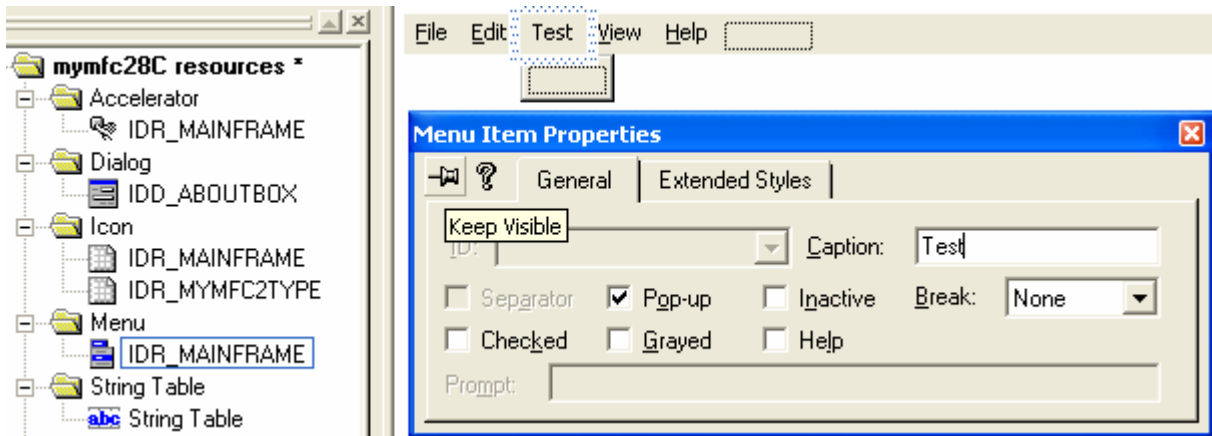 mymfc28C resources *
Accelerator
IDR_MAINFRAME
Dialog
IDD_ABOUTBOX
Icon
IDR_MAINFRAME
IDR_MYMFC2TYPE
Menu
IDR_MAINFRAME
String Table
abc String Table
File Edit Test View Help
Menu Item Properties
General Extended Styles
Keep Visible
ID: Caption: Test
Separator Pop-up Inactive Break: None
Checked Grayed Help
Prompt: